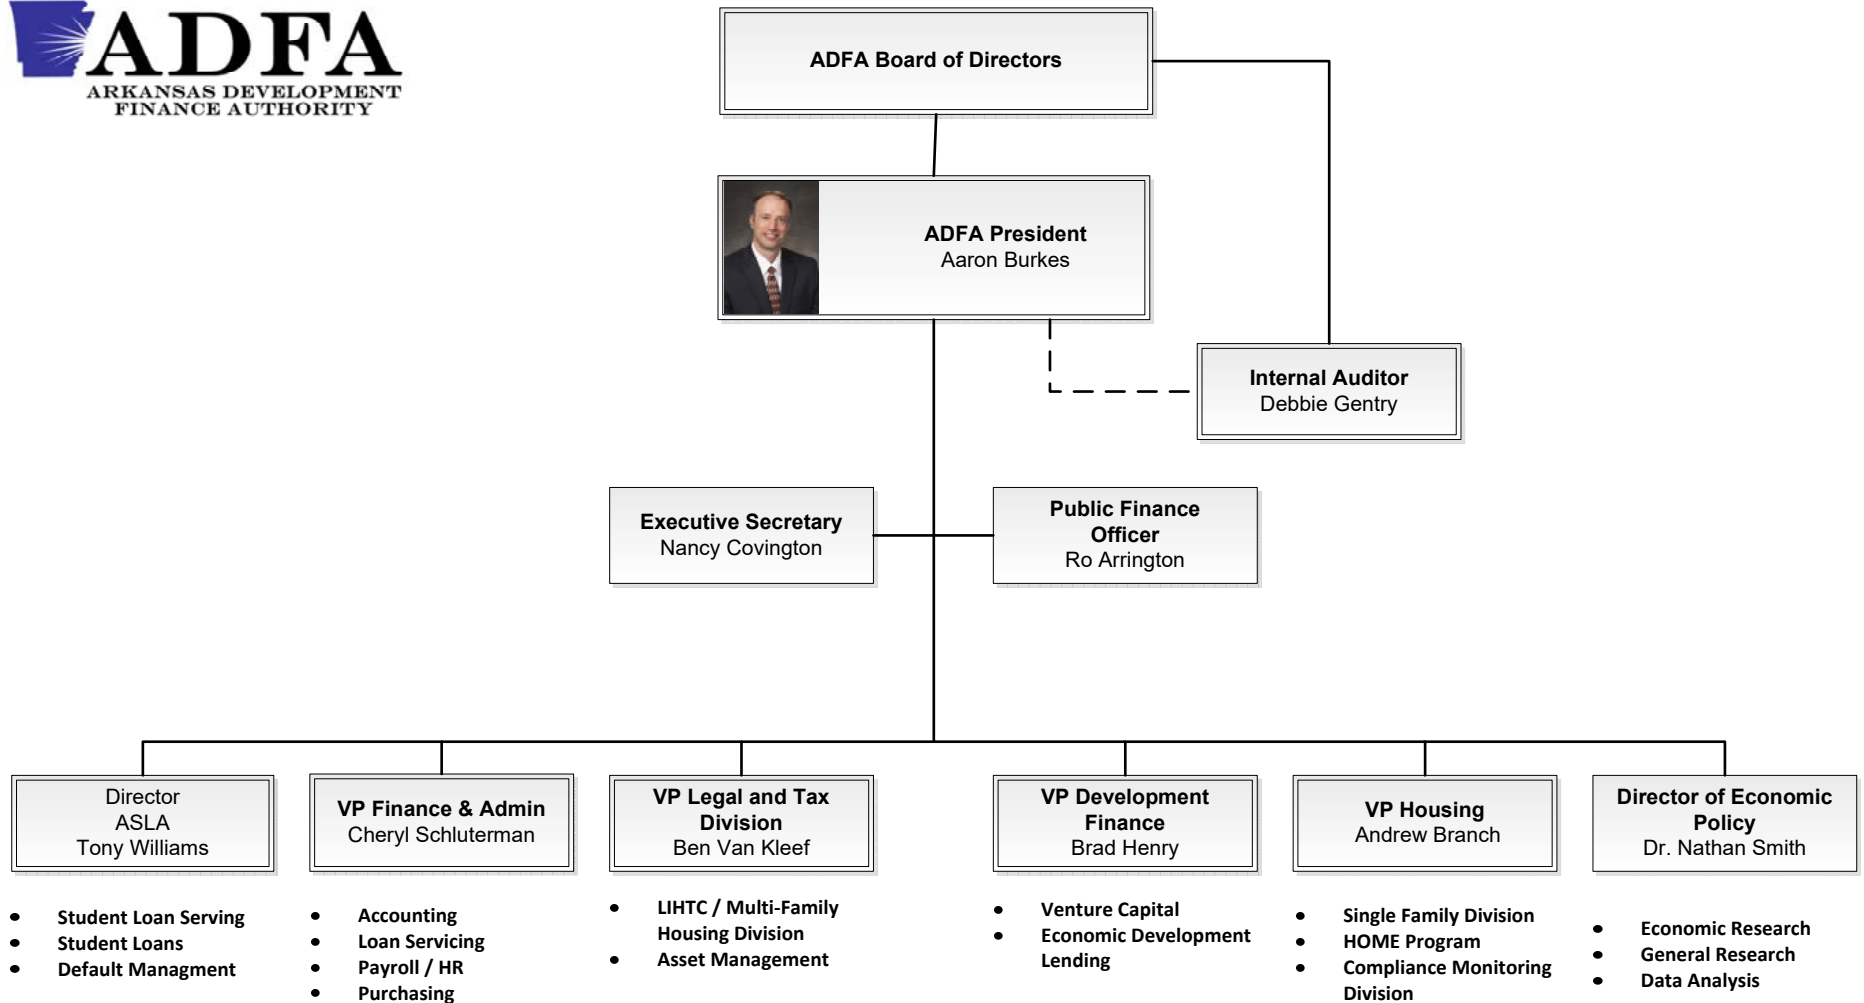 ADFA
ARKANSAS DEVELOPMENT
FINANCE AUTHORITY
ADFA Board of Directors
ADFA President
Aaron Burkes
Internal Auditor
Debbie Gentry
Executive Secretary
Nancy Covington
Public Finance
Officer
Ro Arrington
Director
ASLA
Tony Williams
• Student Loan Serving
• Student Loans
• Default Managment
VP Finance & Admin
Cheryl Schluterman
• Accounting
• Loan Servicing
• Payroll / HR
• Purchasing
VP Legal and Tax
Division
Ben Van Kleef
• LIHTC / Multi-Family
Housing Division
• Asset Management
VP Development
Finance
Brad Henry
• Venture Capital
• Economic Development
Lending
VP Housing
Andrew Branch
• Single Family Division
• HOME Program
• Compliance Monitoring
Division
Director of Economic
Policy
Dr. Nathan Smith
• Economic Research
• General Research
• Data Analysis